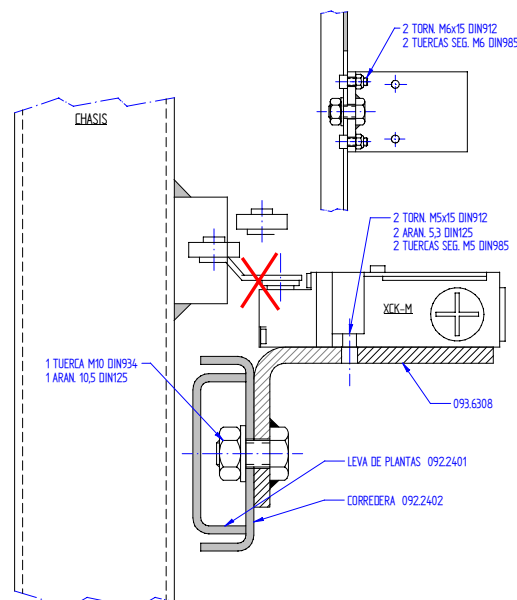 2 TORN. M6x15 DIN912
2 TUERCAS SEG. M6 DIN985
CHASIS
2 TORN. M5x15 DIN912
2 ARAN. 5,3 DIN125
2 TUERCAS SEG. M5 DIN985
XCK-M
1 TUERCA M10 DIN934
1 ARAN. 10,5 DIN125
093.6308
LEVA DE PLANTAS 092.2401
CORREDERA 092.2402